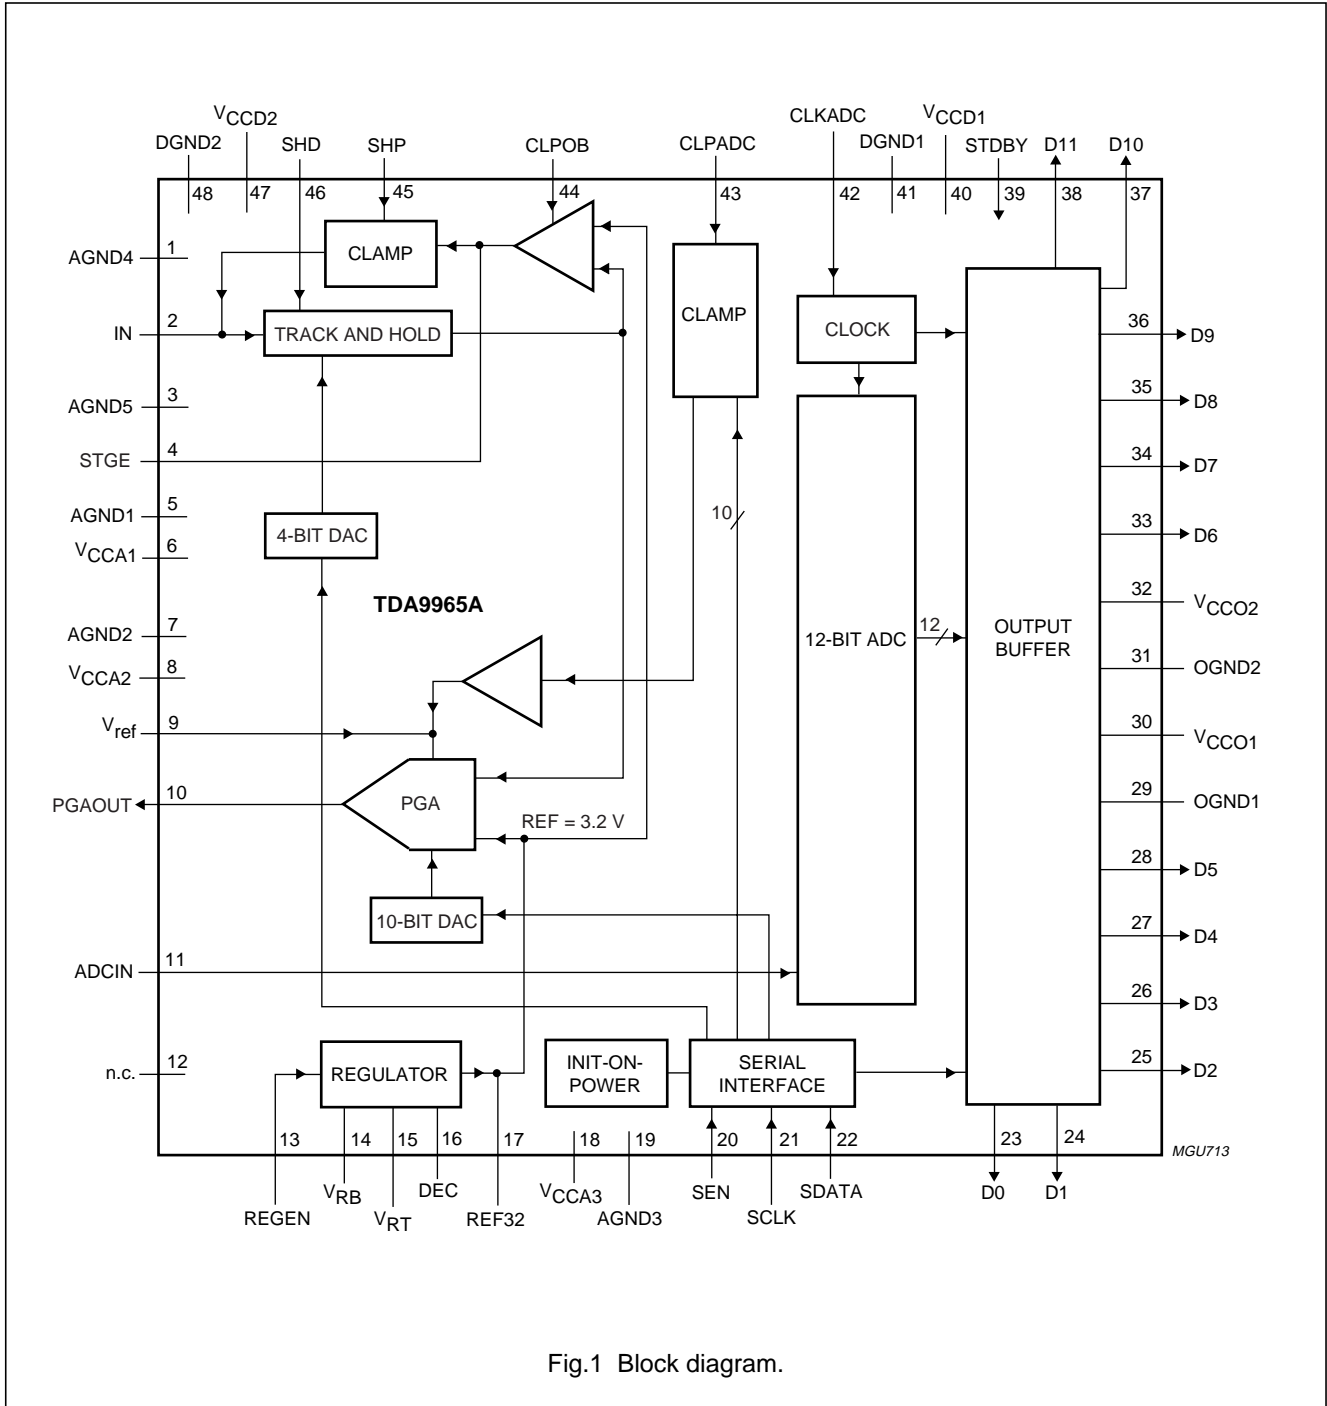 VCCD2
DGND2
SHD
SHP
CLPOB
CLPADC
CLKADC
DGND1
VCCD1
STDBY
D11
D10
48
47
46
45
44
43
42
41
40
39
38
37
AGND4
1
CLAMP
IN
2
TRACK AND HOLD
CLAMP
CLOCK
36
D9
AGND5
3
35
D8
STGE
4
34
D7
AGND1
5
4-BIT DAC
10
33
D6
VCCA1
6
TDA9965A
32
VCCO2
AGND2
7
12-BIT ADC
12
OUTPUT
BUFFER
VCCA2
8
31
OGND2
Vref
9
30
VCCO1
PGAOUT
10
PGA
REF = 3.2 V
29
OGND1
28
D5
10-BIT DAC
27
D4
ADCIN
11
26
D3
n.c.
12
REGULATOR
INIT-ON-
POWER
SERIAL
INTERFACE
25
D2
13
14
15
16
17
18
19
20
21
22
23
24
MGU713
REGEN
VRB
VRT
DEC
REF32
VCCA3
AGND3
SEN
SCLK
SDATA
D0
D1
Fig.1 Block diagram.